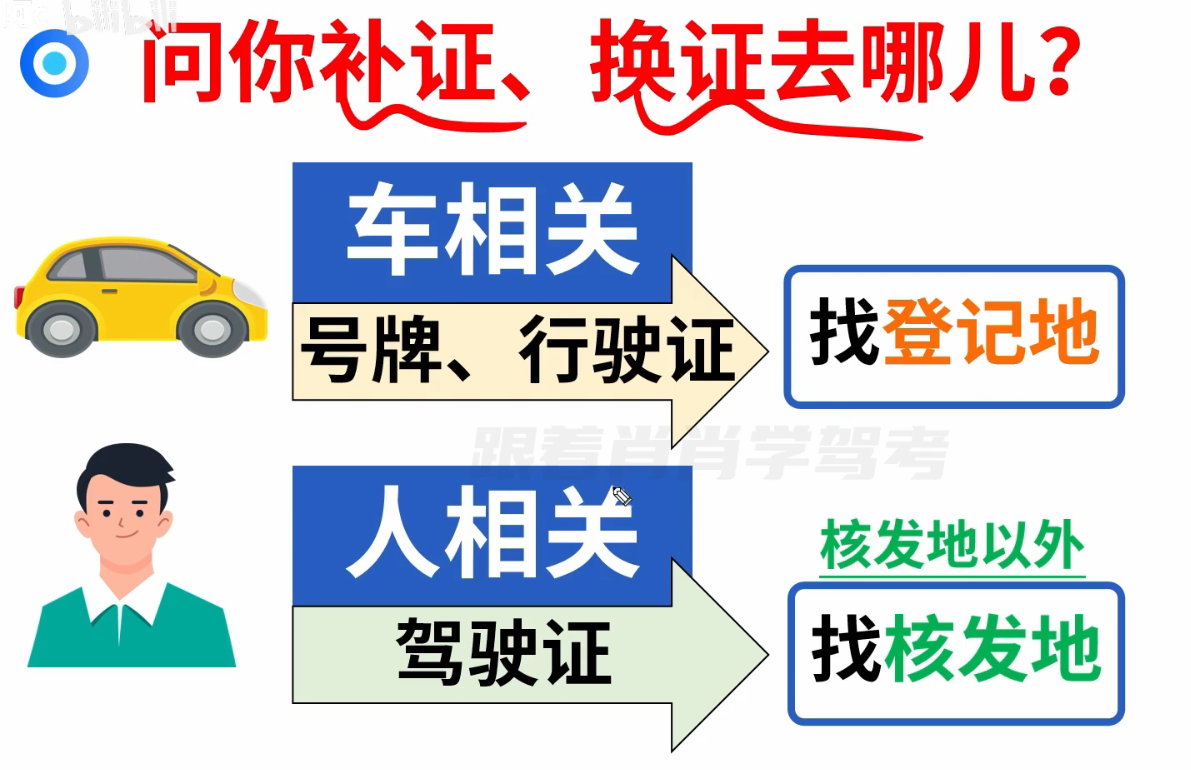 bilibili
问你补证、换证去哪儿？
车相关
号牌、行驶证
找登记地
跟着肖肖学驾考
人相关
核发地以外
驾驶证
找核发地